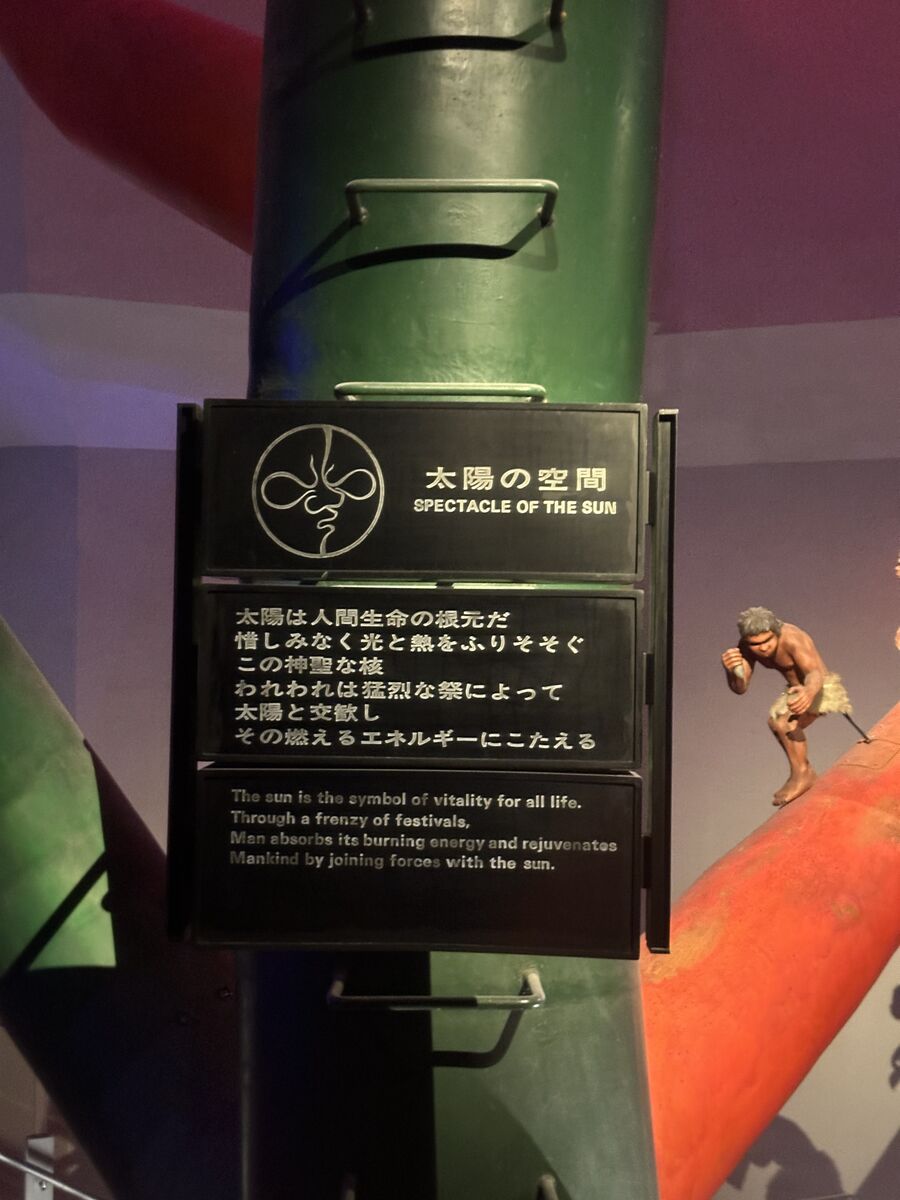 太陽の空間
SPECTACLE OF THE SUN
太陽は人間生命の根元だ
惜しみなく光と熱をふりそそぐ
この神聖な核
われわれは猛烈な祭によって
太陽と交歓し
その燃えるエネルギーにこたえる
The sun is the symbol of vitality for all life.
Through a frenzy of festivals,
Man absorbs its burning energy and rejuvenates
Mankind by joining forces with the sun.